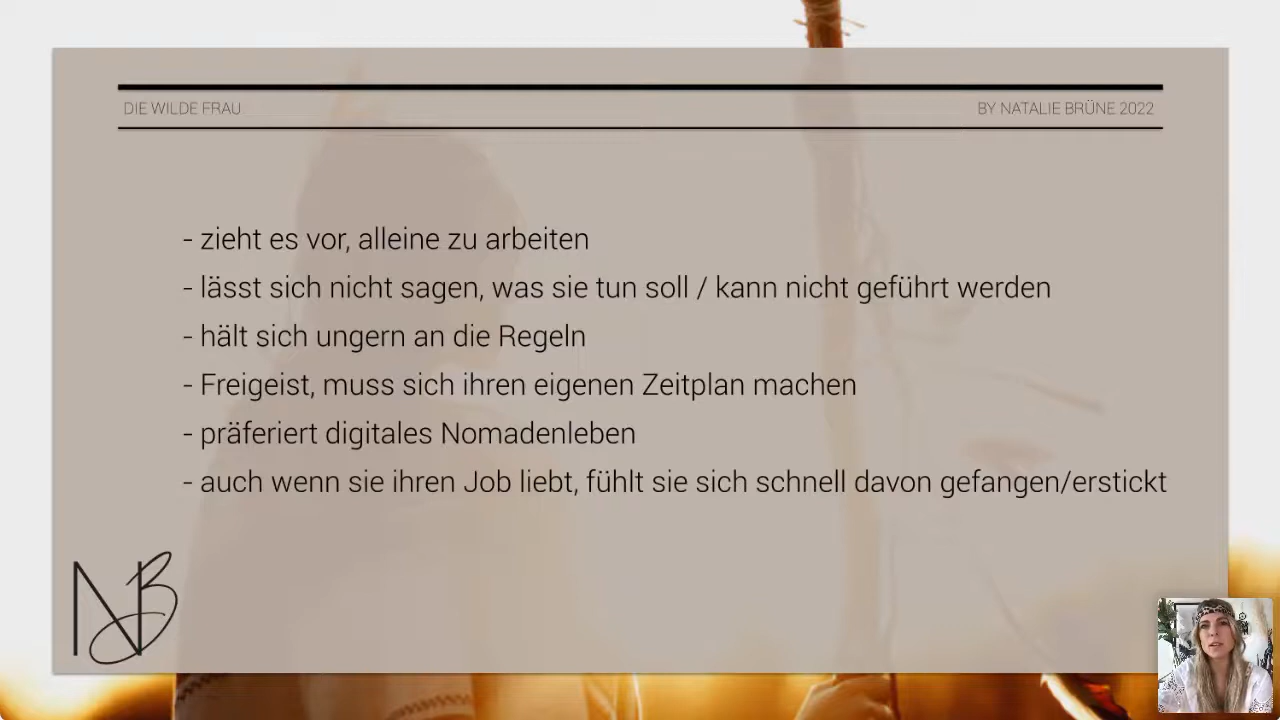 DIE WILDE FRAU
BY NATALIE BRÜNE 2022
- zieht es vor, alleine zu arbeiten
- lässt sich nicht sagen, was sie tun soll / kann nicht geführt werden
- hält sich ungern an die Regeln
- Freigeist, muss sich ihren eigenen Zeitplan machen
- präferiert digitales Nomadenleben
- auch wenn sie ihren Job liebt, fühlt sie sich schnell davon gefangen/erstickt
NB